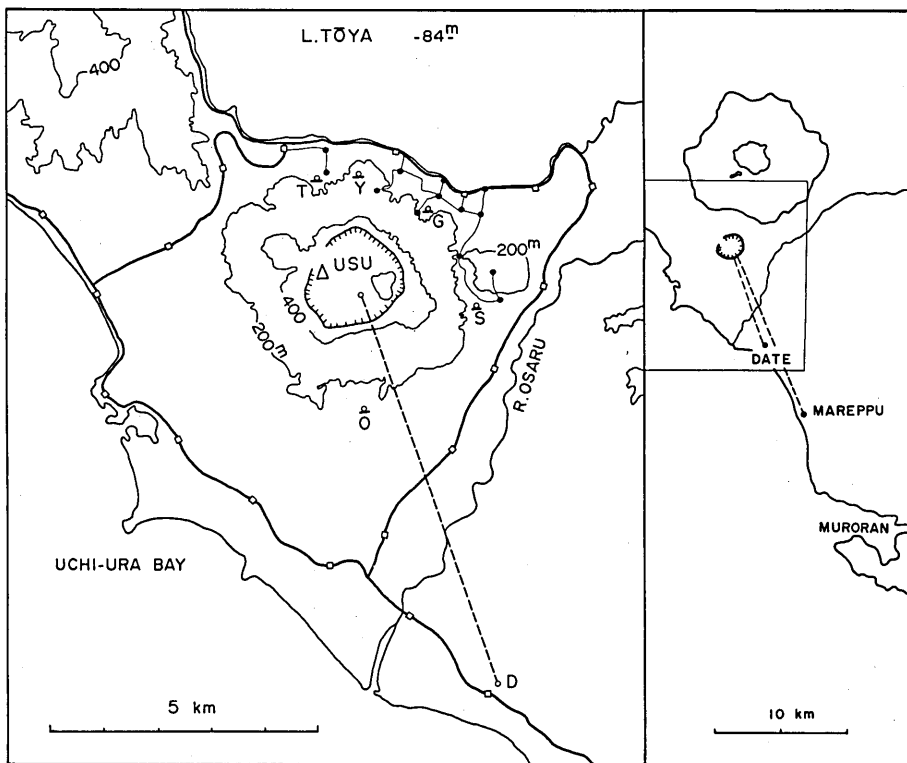 L.TŌYA -84m
400
T
Y
G
200m
USU
400
S
200m
R. OSARU
O
DATE
MAREPPU
MURORAN
UCHI-URA BAY
D
5 km
10 km